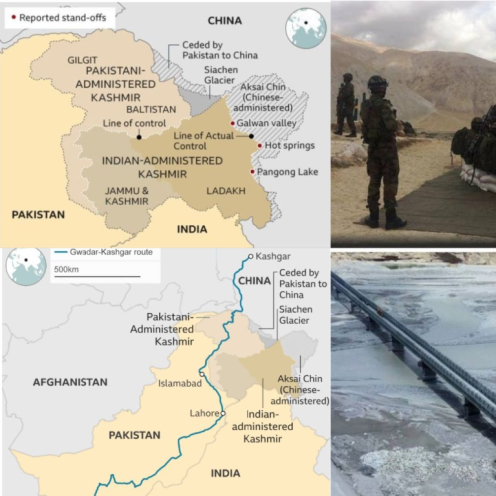 Reported stand-offs
CHINA
Ceded by
Pakistan to China
Siachen
Glacier
GILGIT
PAKISTANI-
ADMINISTERED
KASHMIR
BALTISTAN
Aksai Chin
(Chinese-
administered)
Line of control
Galwan valley
Line of Actual
Control
Hot springs
INDIAN-ADMINISTERED
KASHMIR
Pangong Lake
JAMMU &
KASHMIR
LADAKH
PAKISTAN
INDIA
Gwadar-Kashgar route
500km
Kashgar
CHINA
Ceded by
Pakistan to
China
Siachen
Glacier
Pakistani-
Administered
Kashmir
AFGHANISTAN
Islamabad
Aksai Chin
(Chinese-
administered)
Lahore
Indian-
administered
Kashmir
PAKISTAN
INDIA